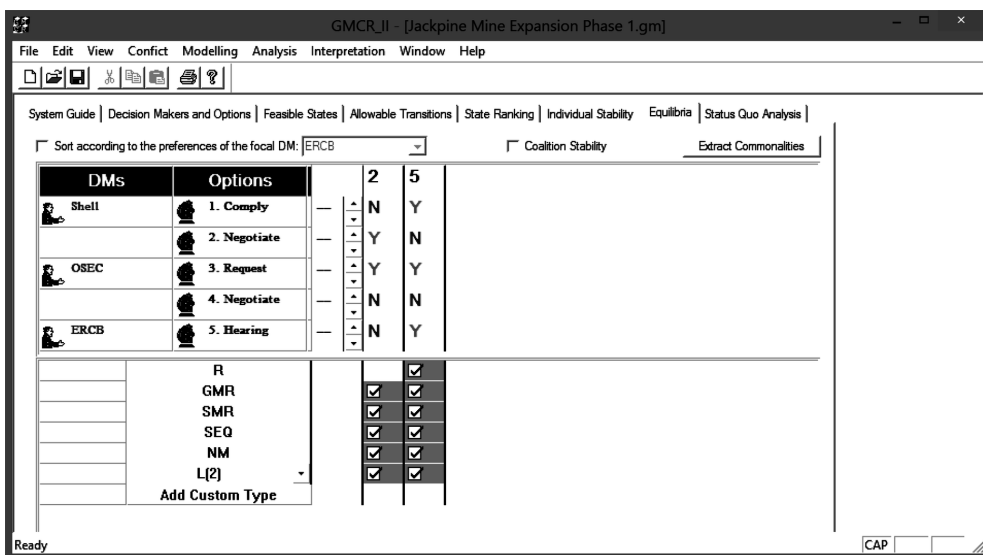 GMCR_II - [Jackpine Mine Expansion Phase 1.gm]
File Edit View Confict Modelling Analysis Interpretation Window Help
System Guide Decision Makers and Options Feasible States Allowable Transitions State Ranking Individual Stability Equilibria Status Quo Analysis
Sort according to the preferences of the focal DM: ERCB Coalition Stability Extract Commonalities
DMs Options 2 5
Shell 1. Comply — N Y
2. Negotiate — Y N
OSEC 3. Request — Y Y
4. Negotiate — N N
ERCB 5. Hearing — N Y
R
GMR
SMR
SEQ
NM
L(2)
Add Custom Type
Ready CAP